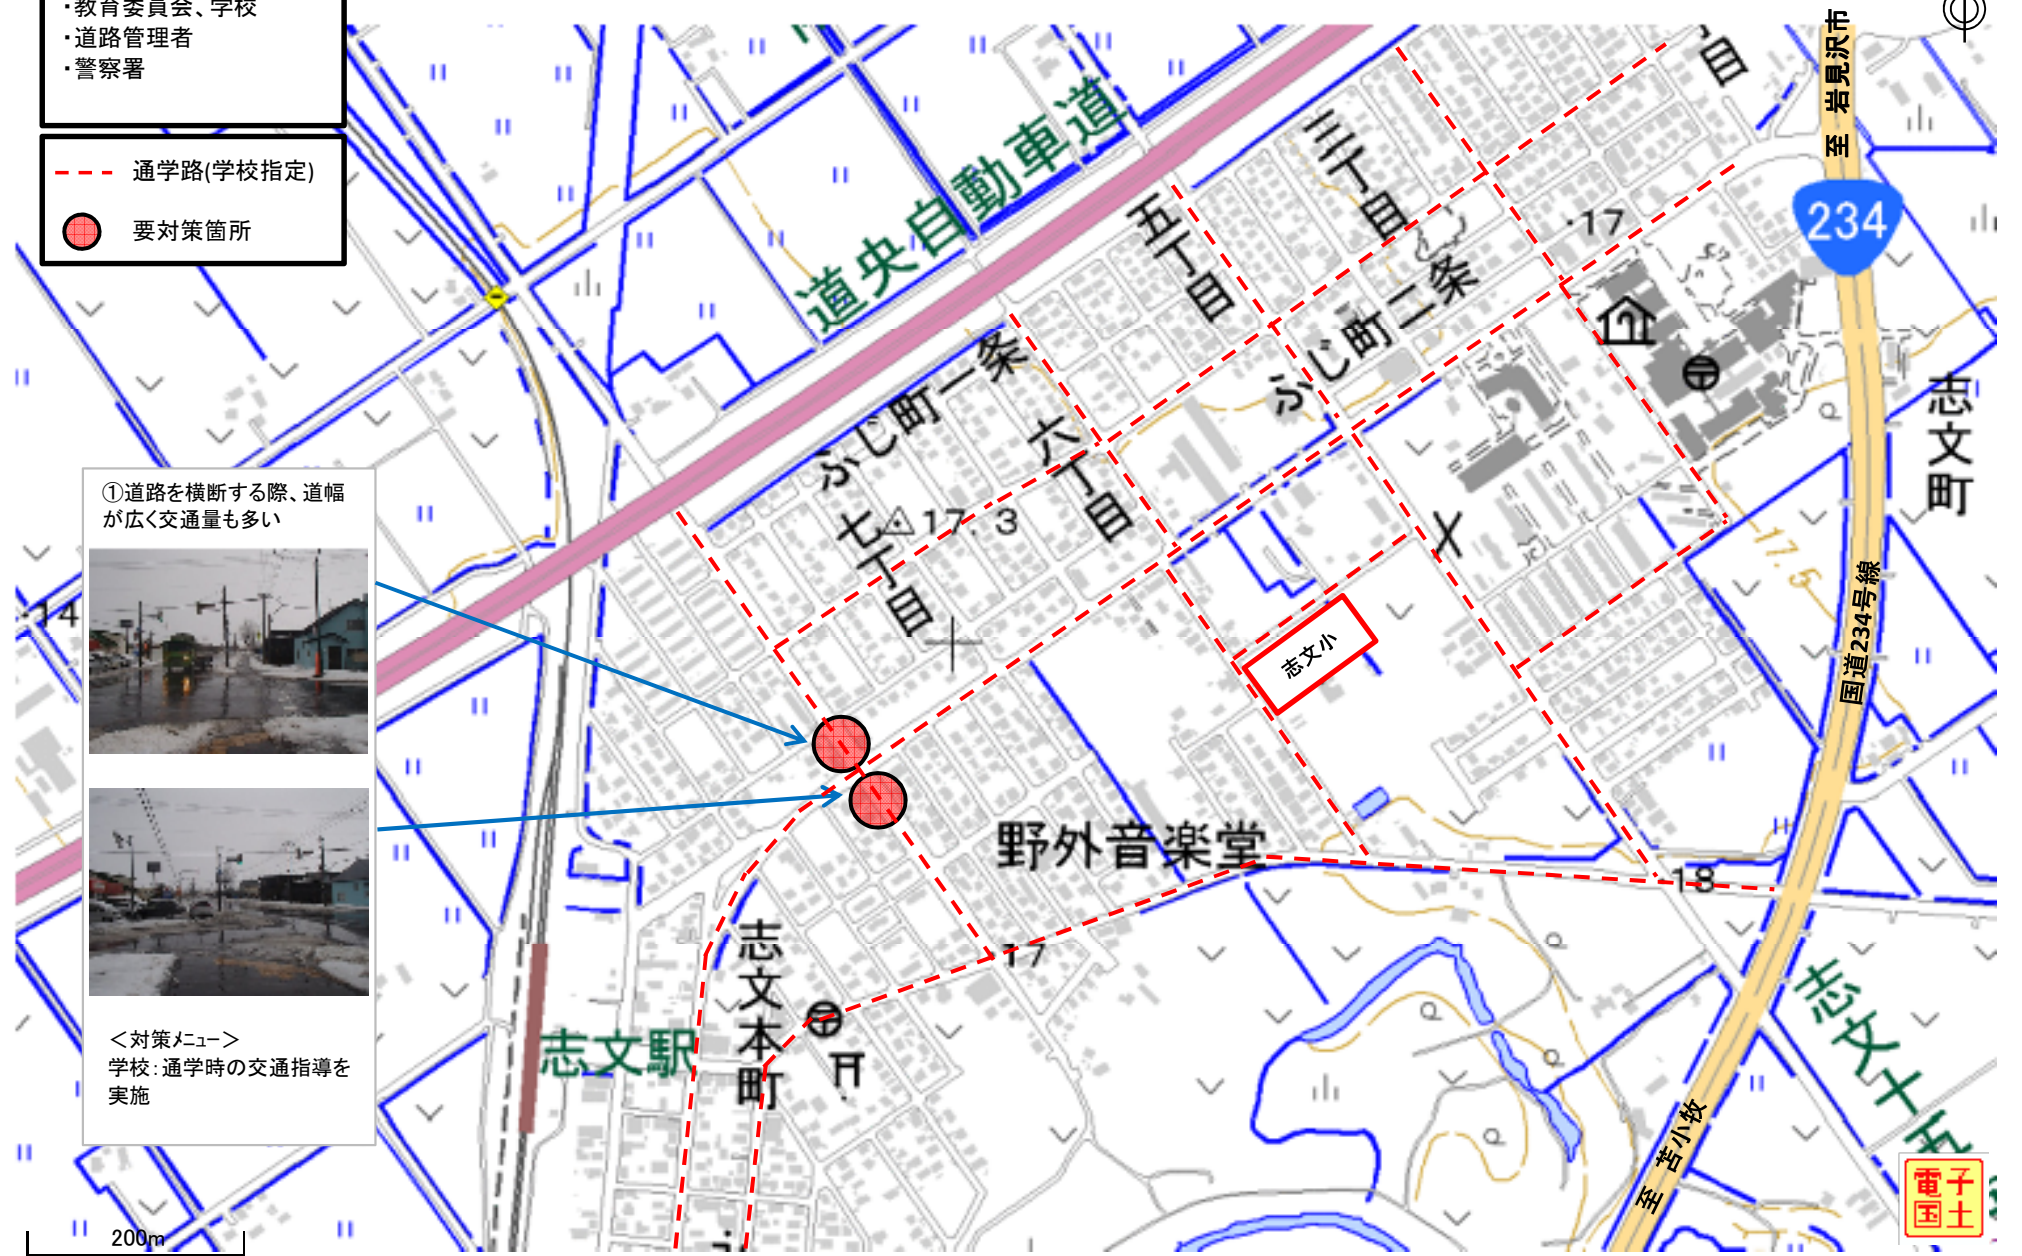 ・教育委員会、学校
・道路管理者
・警察署
通学路(学校指定)
要対策箇所
①道路を横断する際、道幅
が広く交通量も多い
＜対策メニュー＞
学校：通学時の交通指導を
実施
200m
道央自動車道
五丁目
三丁目
目
ふじ町二条
ふじ町一条
六丁目
七丁目
17.3
・17
至 岩見沢市
234
志文町
17.5
国道234号線
志文小
・14
野外音楽堂
18
17
志文本町
志文駅
志文十五
至 苫小牧
電子
国土